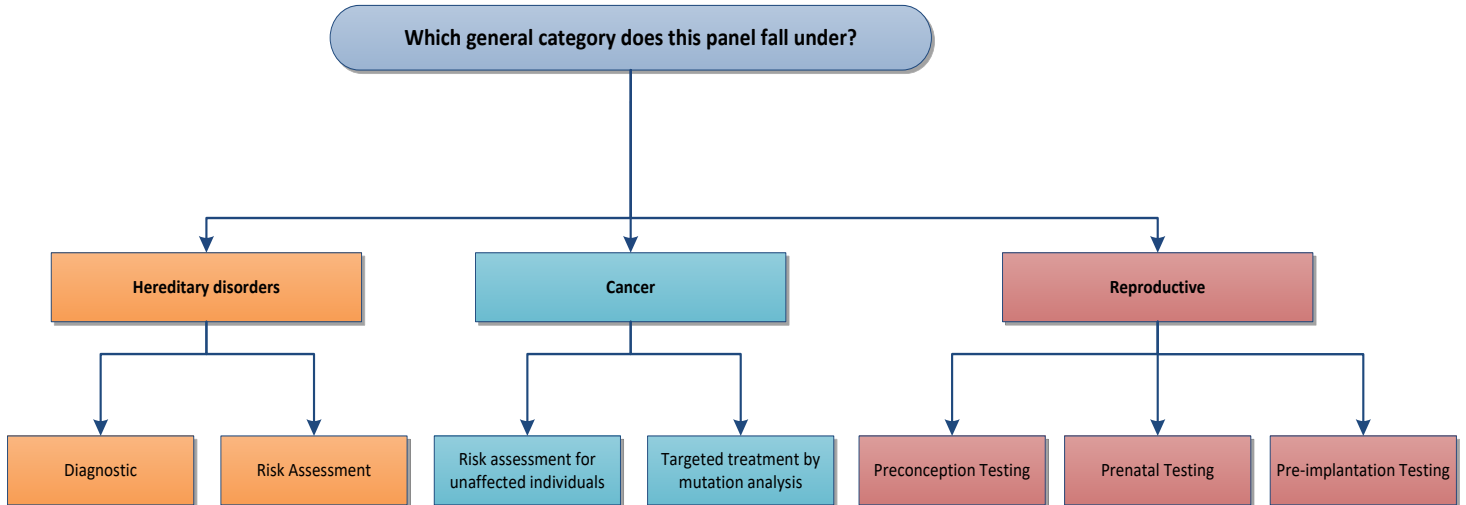 Which general category does this panel fall under?
Hereditary disorders
Cancer
Reproductive
Diagnostic
Risk Assessment
Risk assessment for
unaffected individuals
Targeted treatment by
mutation analysis
Preconception Testing
Prenatal Testing
Pre-implantation Testing